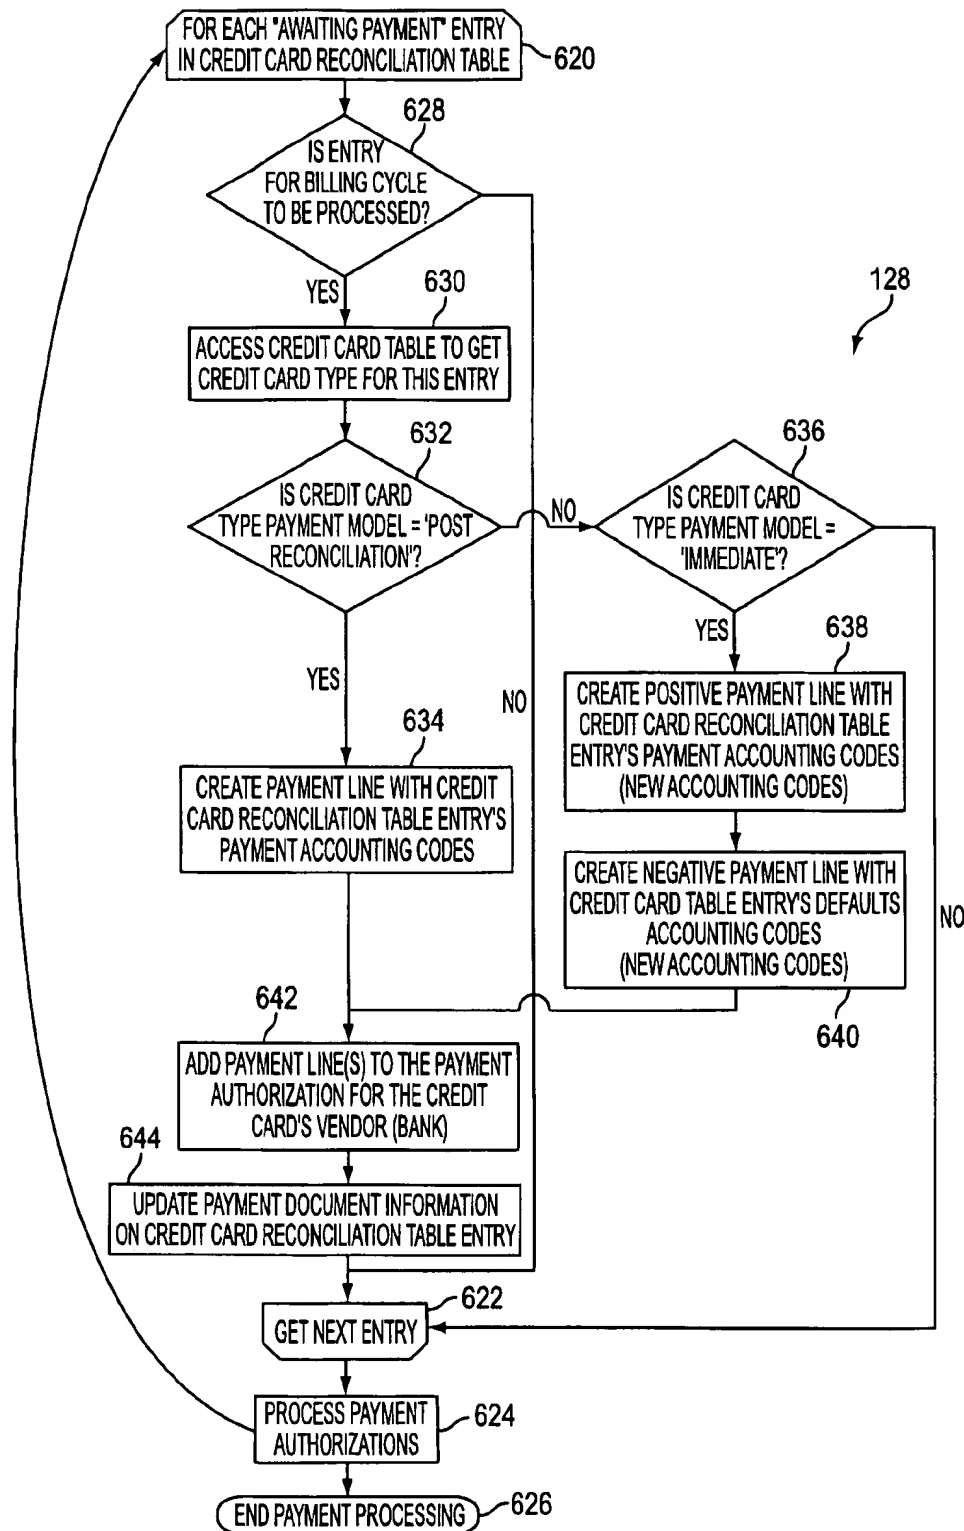 FOR EACH "AWAITING PAYMENT" ENTRY
IN CREDIT CARD RECONCILIATION TABLE
620
628
IS ENTRY
FOR BILLING CYCLE
TO BE PROCESSED?
YES
630
128
ACCESS CREDIT CARD TABLE TO GET
CREDIT CARD TYPE FOR THIS ENTRY
632
636
IS CREDIT CARD
TYPE PAYMENT MODEL = 'POST
RECONCILIATION'?
NO
IS CREDIT CARD
TYPE PAYMENT MODEL =
'IMMEDIATE'?
YES
YES
638
NO
634
CREATE POSITIVE PAYMENT LINE WITH
CREDIT CARD RECONCILIATION TABLE
ENTRY'S PAYMENT ACCOUNTING CODES
(NEW ACCOUNTING CODES)
CREATE PAYMENT LINE WITH CREDIT
CARD RECONCILIATION TABLE ENTRY'S
PAYMENT ACCOUNTING CODES
CREATE NEGATIVE PAYMENT LINE WITH
CREDIT CARD TABLE ENTRY'S DEFAULTS
ACCOUNTING CODES
(NEW ACCOUNTING CODES)
NO
640
642
ADD PAYMENT LINE(S) TO THE PAYMENT
AUTHORIZATION FOR THE CREDIT
CARD'S VENDOR (BANK)
644
UPDATE PAYMENT DOCUMENT INFORMATION
ON CREDIT CARD RECONCILIATION TABLE ENTRY
622
GET NEXT ENTRY
PROCESS PAYMENT
AUTHORIZATIONS
624
END PAYMENT PROCESSING
626